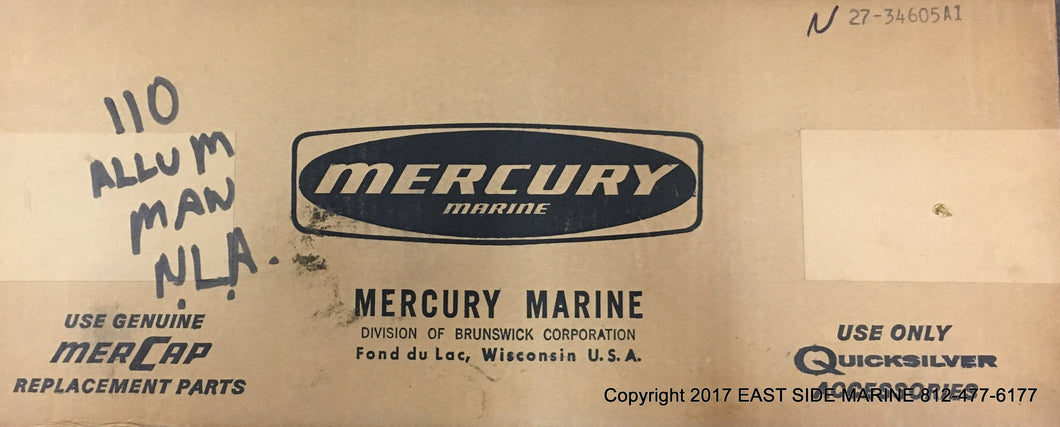 N 27-34605A1
110
ALLUM
MAN
N.L.A.
MERCURY
MARINE
MERCURY MARINE
DIVISION OF BRUNSWICK CORPORATION
Fond du Lac, Wisconsin U.S.A.
USE GENUINE
MERCAP
REPLACEMENT PARTS
USE ONLY
QUICKSILVER
ACCESSORIES
Copyright 2017 EAST SIDE MARINE 812-477-6177